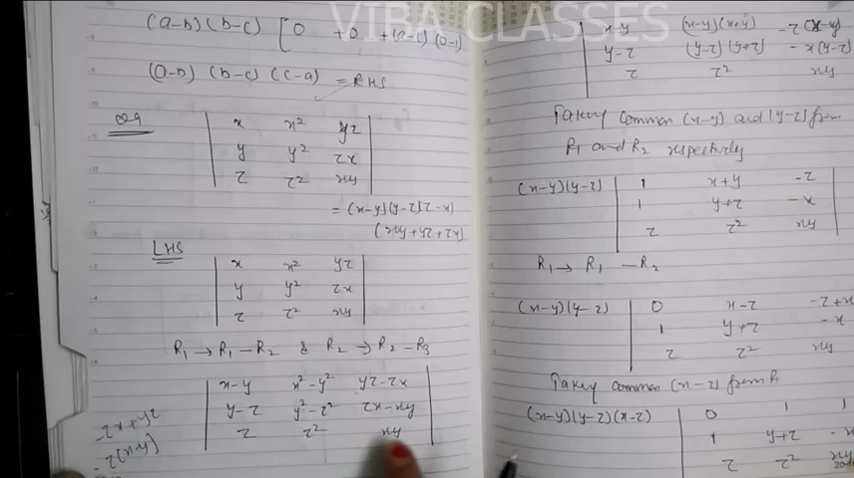 VIBA CLASSES
(a-b) (b-c) [0 +0
(a-b) (b-c) (c-a) = RHS
Q9
x x² yz
y y² zx
z z² xy
= (x-y)(y-z)(z-x)
(xy+yz+zx)
LHS
x x² yz
y y² zx
z z² xy
R₁ → R₁ - R₂ & R₂ → R₂ - R₃
x-y x²-y² yz-zx
y-z y²-z² zx-xy
z z² xy
-zx+yz
-z(x-y)
x-y (x-y)(x+y) -z(x-y)
y-z (y-z)(y+z) -x(y-z)
z z² xy
Taking common (x-y) and (y-z) from
R₁ and R₂ respectively
(x-y)(y-z) 1 x+y -z
1 y+z -x
z z² xy
R₁ → R₁ - R₂
(x-y)(y-z) 0 x-z -z+x
1 y+z -x
z z² xy
Taking common (x-z) from R₁
(x-y)(y-z)(x-z) 0 1 1
1 y+z -x
z z² xy